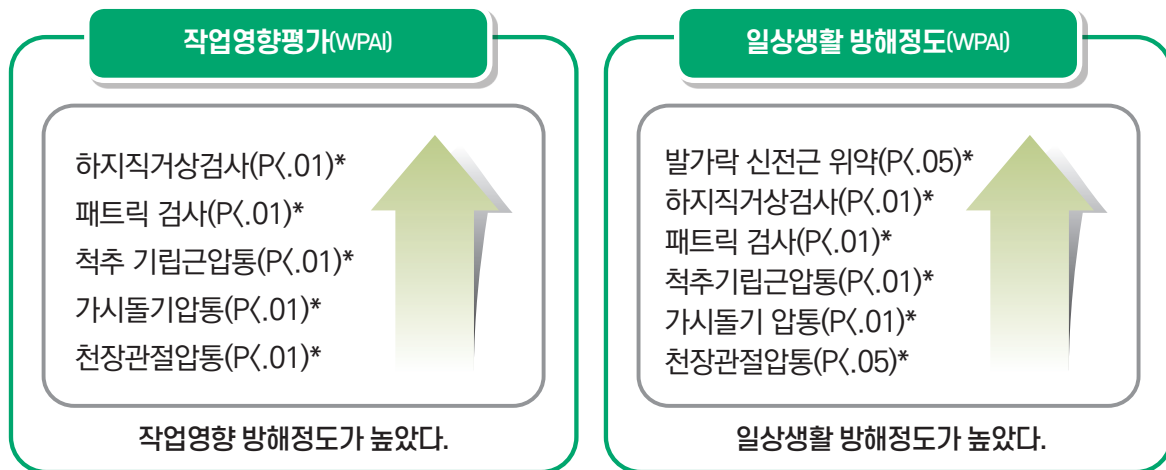 작업영향평가(WPAI)
하지직거상검사(P<.01)*
패트릭 검사(P<.01)*
척추 기립근압통(P<.01)*
가시돌기압통(P<.01)*
천장관절압통(P<.01)*
작업영향 방해정도가 높았다.
일상생활 방해정도(WPAI)
발가락 신전근 위약(P<.05)*
하지직거상검사(P<.01)*
패트릭 검사(P<.01)*
척추기립근압통(P<.01)*
가시돌기 압통(P<.01)*
천장관절압통(P<.05)*
일상생활 방해정도가 높았다.